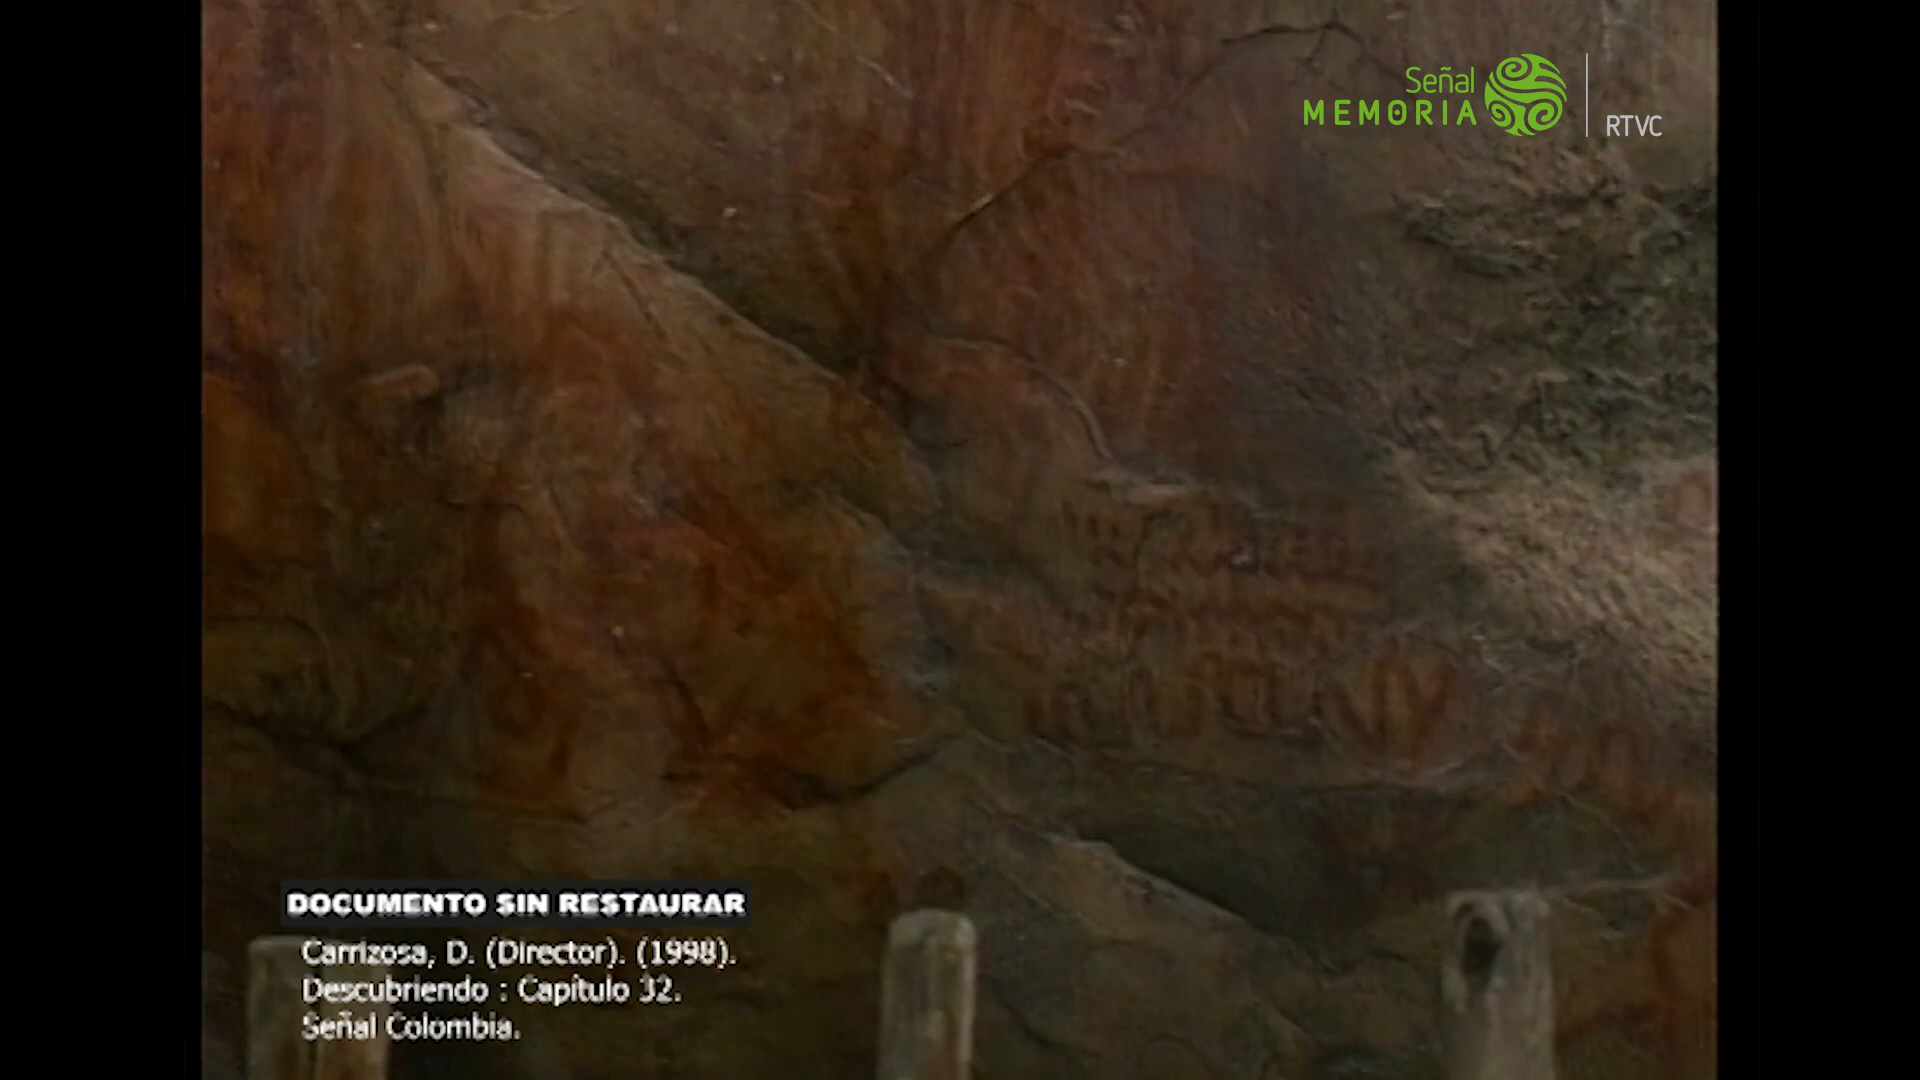 Señal
MEMORIA
RTVC
DOCUMENTO SIN RESTAURAR
Carrizosa, D. (Director). (1998).
Descubriendo : Capítulo 32.
Señal Colombia.